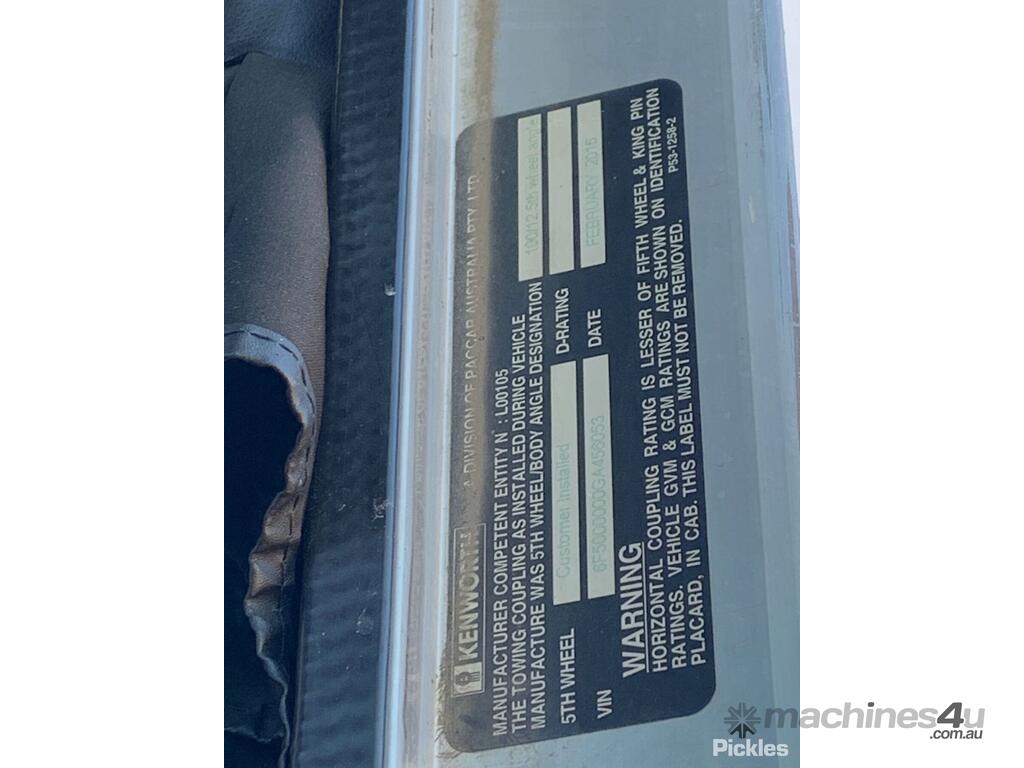 KENWORTH A DIVISION OF PACCAR AUSTRALIA PTY. LTD.
MANUFACTURER COMPETENT ENTITY N° : L00105
THE TOWING COUPLING AS INSTALLED DURING VEHICLE
MANUFACTURE WAS 5TH WHEEL/BODY ANGLE DESIGNATION 100/12 5th wheel angle
5TH WHEEL Customer Installed D-RATING
VIN 6F5000000GA456053 DATE FEBRUARY 2016
WARNING
HORIZONTAL COUPLING RATING IS LESSER OF FIFTH WHEEL & KING PIN
RATINGS. VEHICLE GVM & GCM RATINGS ARE SHOWN ON IDENTIFICATION
PLACARD, IN CAB. THIS LABEL MUST NOT BE REMOVED. P53-1258-2
machines4u
.com.au
Pickles